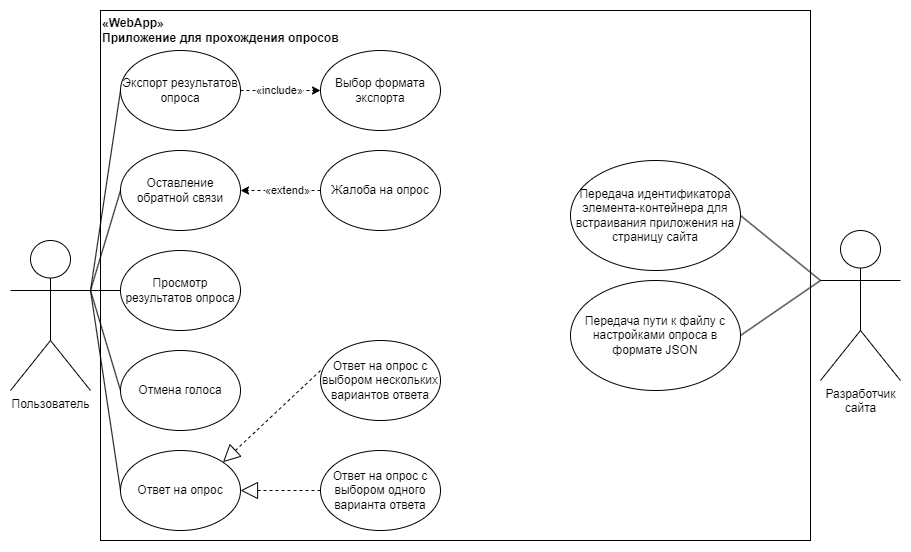 «WebApp»
Приложение для прохождения опросов
Экспорт результатов
опроса
«include»
Выбор формата
экспорта
Оставление
обратной связи
«extend»
Жалоба на опрос
Просмотр
результатов опроса
Отмена голоса
Ответ на опрос
Ответ на опрос с
выбором нескольких
вариантов ответа
Ответ на опрос с
выбором одного
варианта ответа
Пользователь
Передача идентификатора
элемента-контейнера для
встраивания приложения на
страницу сайта
Передача пути к файлу с
настройками опроса в
формате JSON
Разработчик
сайта